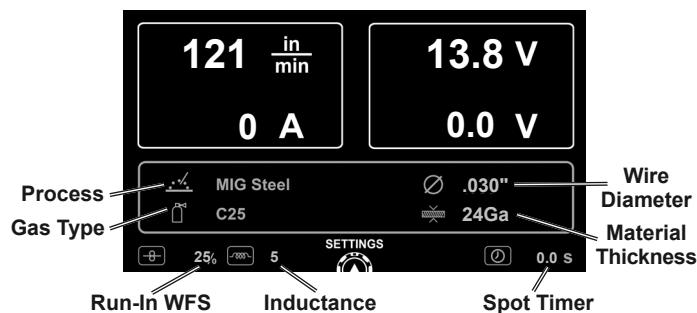 121 in/min
13.8 V
0 A
0.0 V
Process
MIG Steel
.030"
Wire Diameter
Gas Type
C25
24Ga
Material Thickness
25%
5
SETTINGS
0.0 s
Run-In WFS
Inductance
Spot Timer